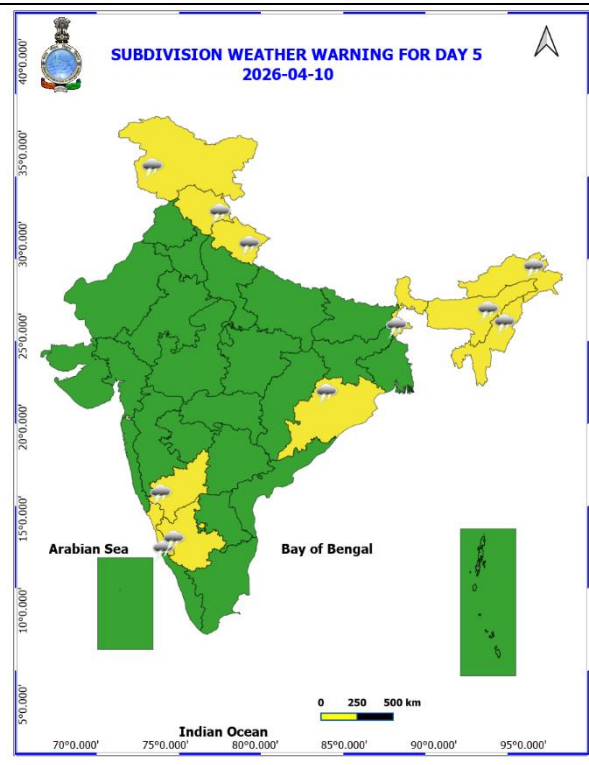 SUBDIVISION WEATHER WARNING FOR DAY 5
2026-04-10
40°0.000'
35°0.000'
30°0.000'
25°0.000'
20°0.000'
15°0.000'
10°0.000'
5°0.000'
Arabian Sea
Bay of Bengal
0 250 500 km
Indian Ocean
70°0.000' 75°0.000' 80°0.000' 85°0.000' 90°0.000' 95°0.000'